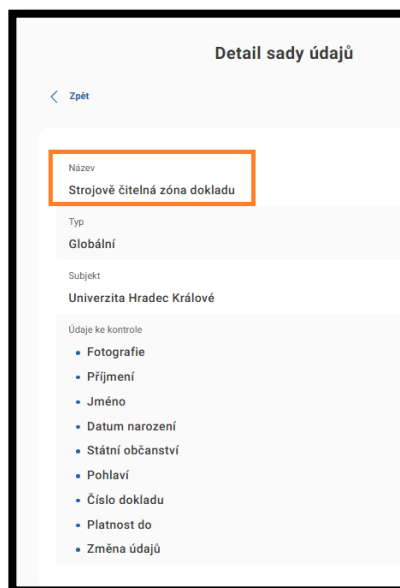 Detail sady údajů
Zpět
Název
Strojově čitelná zóna dokladu
Typ
Globální
Subjekt
Univerzita Hradec Králové
Údaje ke kontrole
Fotografie
Příjmení
Jméno
Datum narození
Státní občanství
Pohlaví
Číslo dokladu
Platnost do
Změna údajů